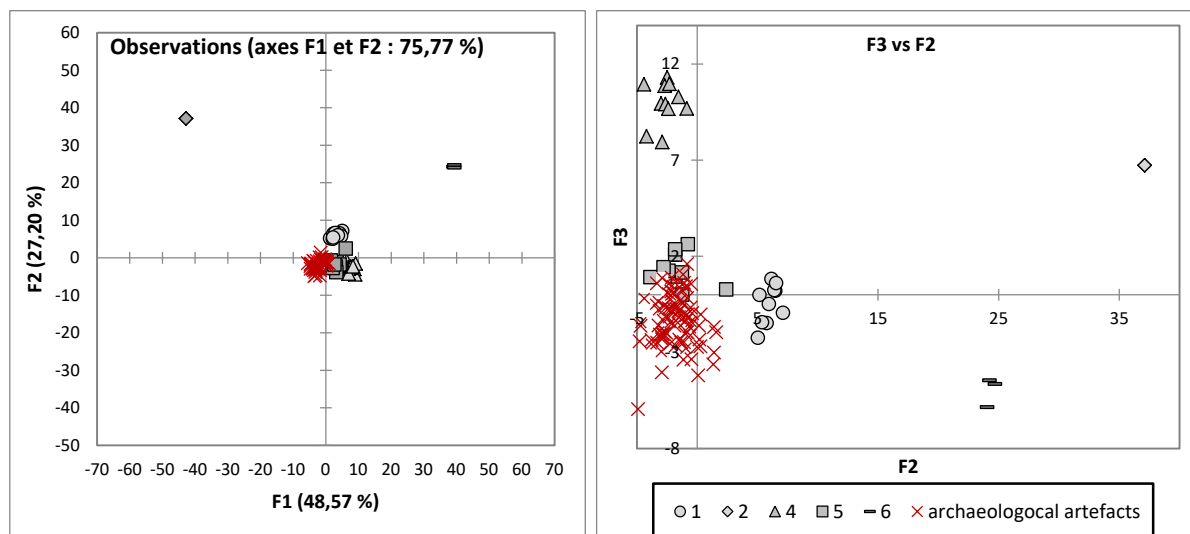 Observations (axes F1 et F2 : 75,77 %)
60
50
40
30
20
10
0
-10
-20
-30
-40
-50
-70 -60 -50 -40 -30 -20 -10 0 10 20 30 40 50 60 70
F2 (27,20 %)
F1 (48,57 %)
F3 vs F2
12
7
2
-3
-8
-5 5 15 25 35
F3
F2
1 2 4 5 6 archaeologocal artefacts